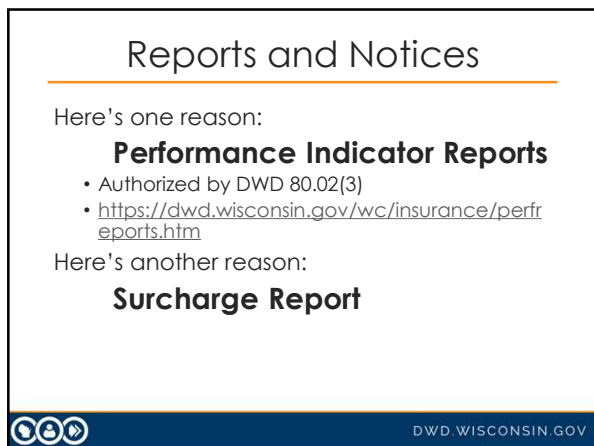 Reports and Notices
Here's one reason:
Performance Indicator Reports
• Authorized by DWD 80.02(3)
• https://dwd.wisconsin.gov/wc/insurance/perfr
eports.htm
Here's another reason:
Surcharge Report
DWD.WISCONSIN.GOV